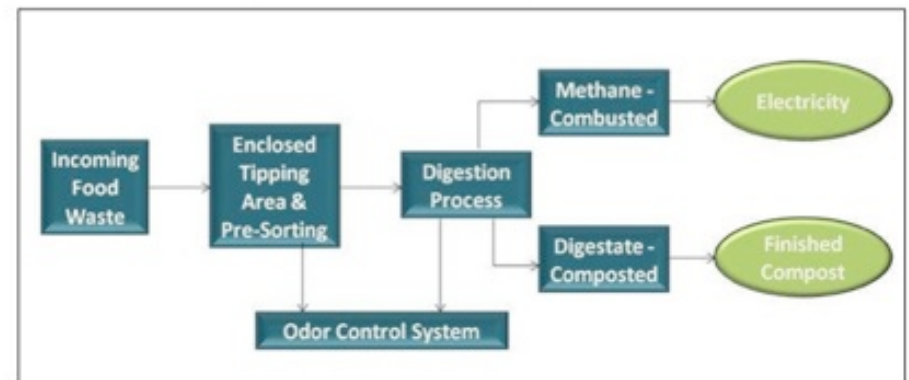 Incoming
Food
Waste
Enclosed
Tipping
Area &
Pre-Sorting
Digestion
Process
Methane -
Combusted
Electricity
Digestate -
Composted
Finished
Compost
Odor Control System